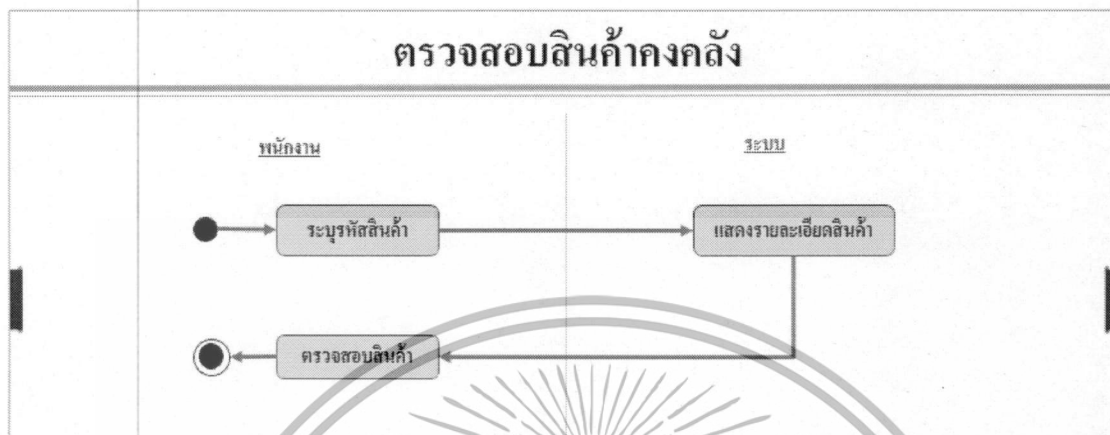 ตรวจสอบสินค้าคงคลัง
พนักงาน
ระบบ
ระบุรหัสสินค้า
แสดงรายละเอียดสินค้า
ตรวจสอบสินค้า